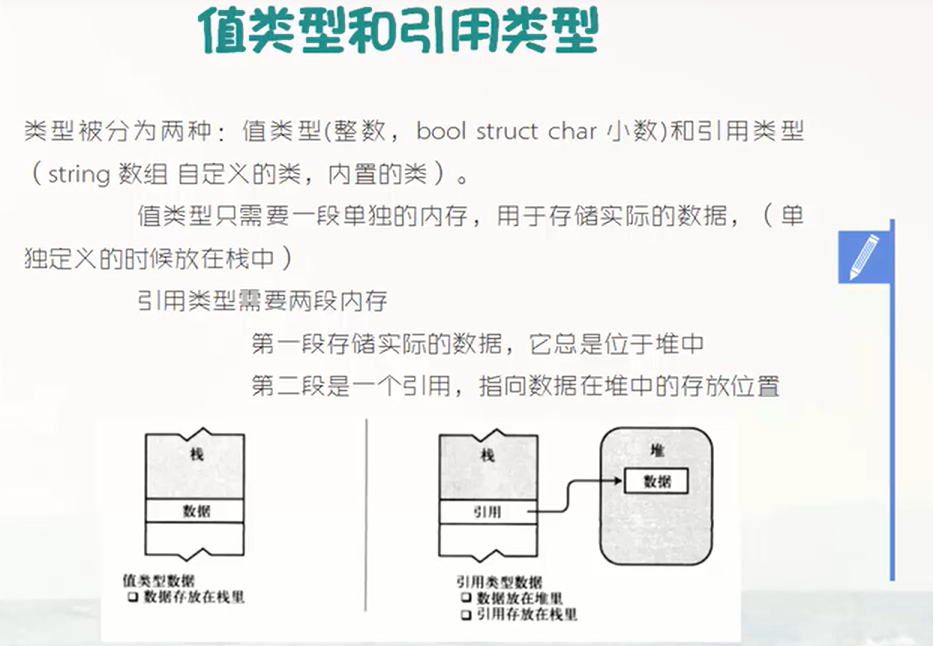 值类型和引用类型
类型被分为两种：值类型(整数，bool struct char 小数)和引用类型
（string 数组 自定义的类，内置的类）。
值类型只需要一段单独的内存，用于存储实际的数据，（单
独定义的时候放在栈中）
引用类型需要两段内存
第一段存储实际的数据，它总是位于堆中
第二段是一个引用，指向数据在堆中的存放位置
栈
数据
值类型数据
数据存放在栈里
栈
引用
堆
数据
引用类型数据
数据放在堆里
引用存放在栈里